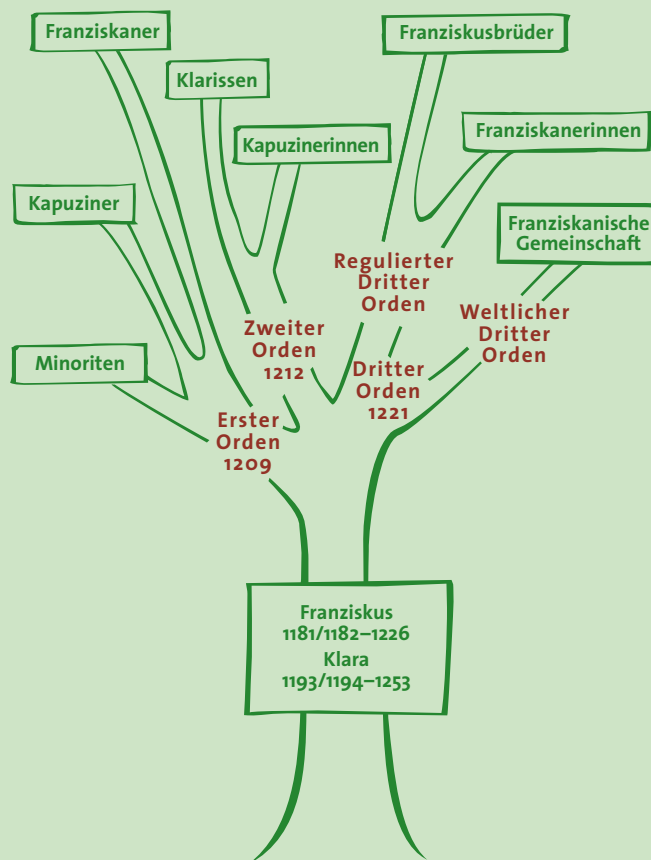 Franziskaner
Franziskusbrüder
Klarissen
Franziskanerinnen
Kapuzinerinnen
Kapuziner
Franziskanische
Gemeinschaft
Regulierter
Dritter
Orden
Weltlicher
Dritter
Orden
Zweiter
Orden
1212
Minoriten
Dritter
Orden
1221
Erster
Orden
1209
Franziskus
1181/1182–1226
Klara
1193/1194–1253